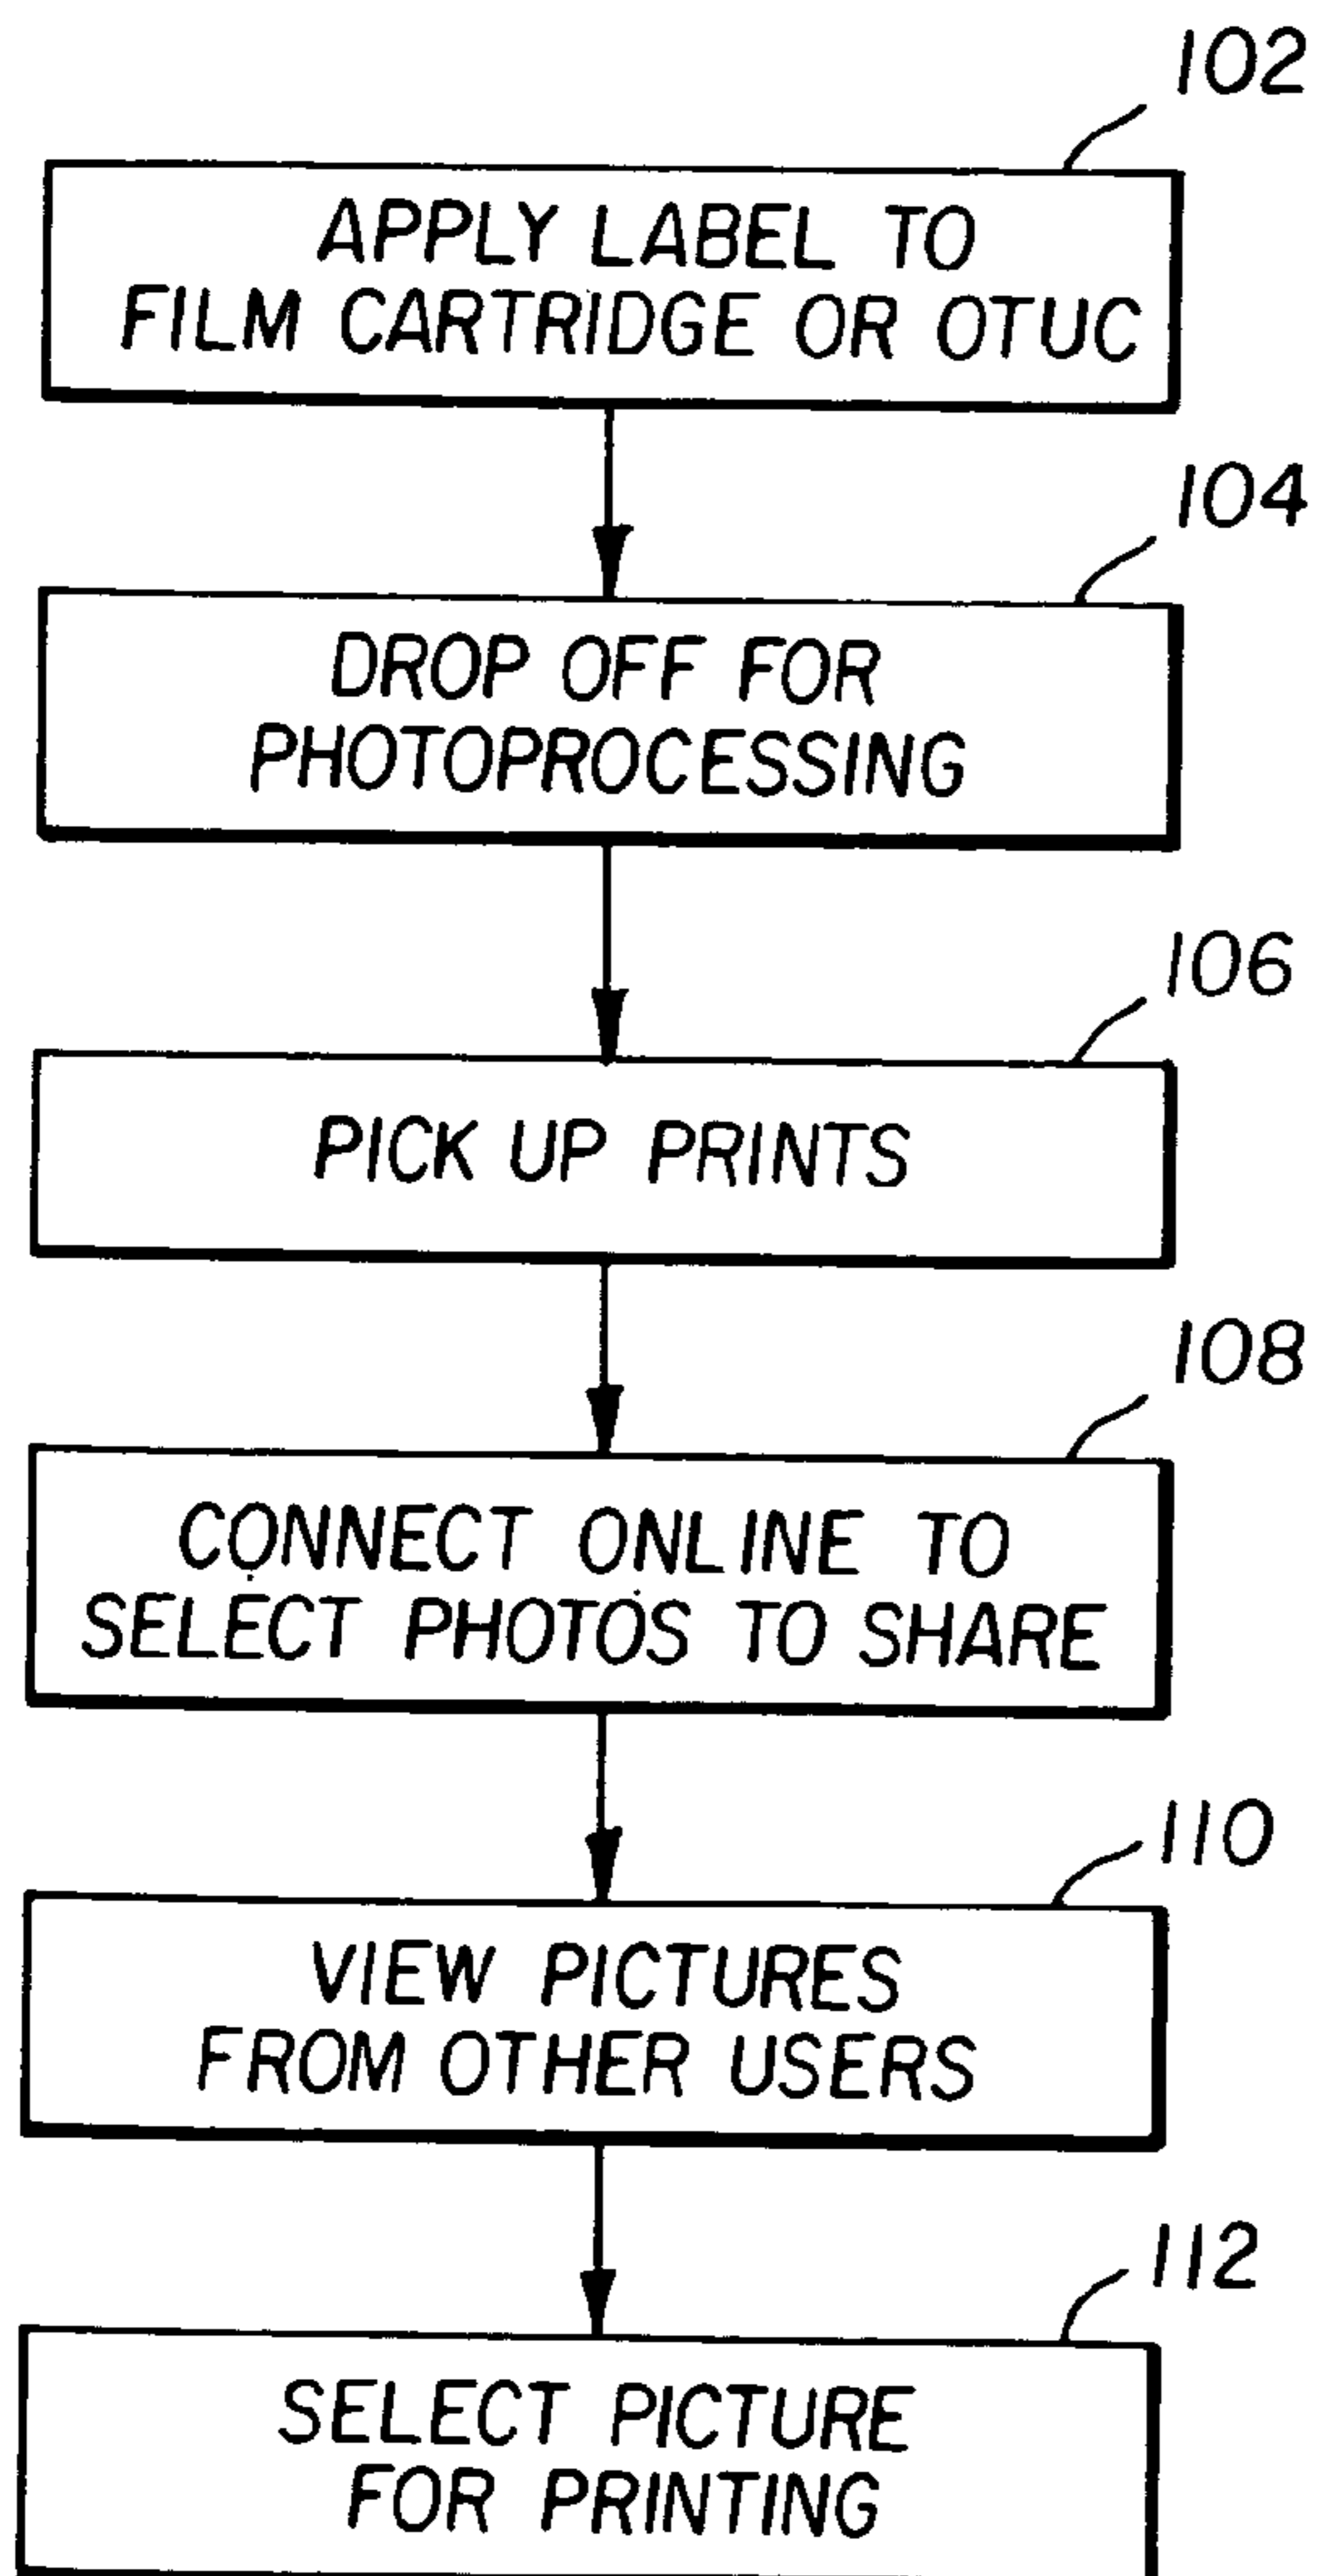 102
APPLY LABEL TO
FILM CARTRIDGE OR OTUC
104
DROP OFF FOR
PHOTOPROCESSING
106
PICK UP PRINTS
108
CONNECT ONLINE TO
SELECT PHOTOS TO SHARE
110
VIEW PICTURES
FROM OTHER USERS
112
SELECT PICTURE
FOR PRINTING